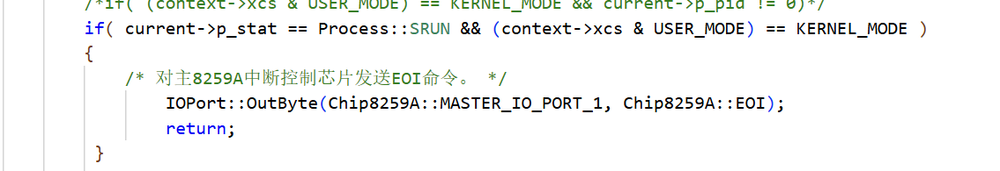 /*if( (context->xcs & USER_MODE) == KERNEL_MODE && current->p_pid != 0)*/
if( current->p_stat == Process::SRUN && (context->xcs & USER_MODE) == KERNEL_MODE )
{
/* 对主8259A中断控制芯片发送EOI命令。 */
IOPort::OutByte(Chip8259A::MASTER_IO_PORT_1, Chip8259A::EOI);
return;
}